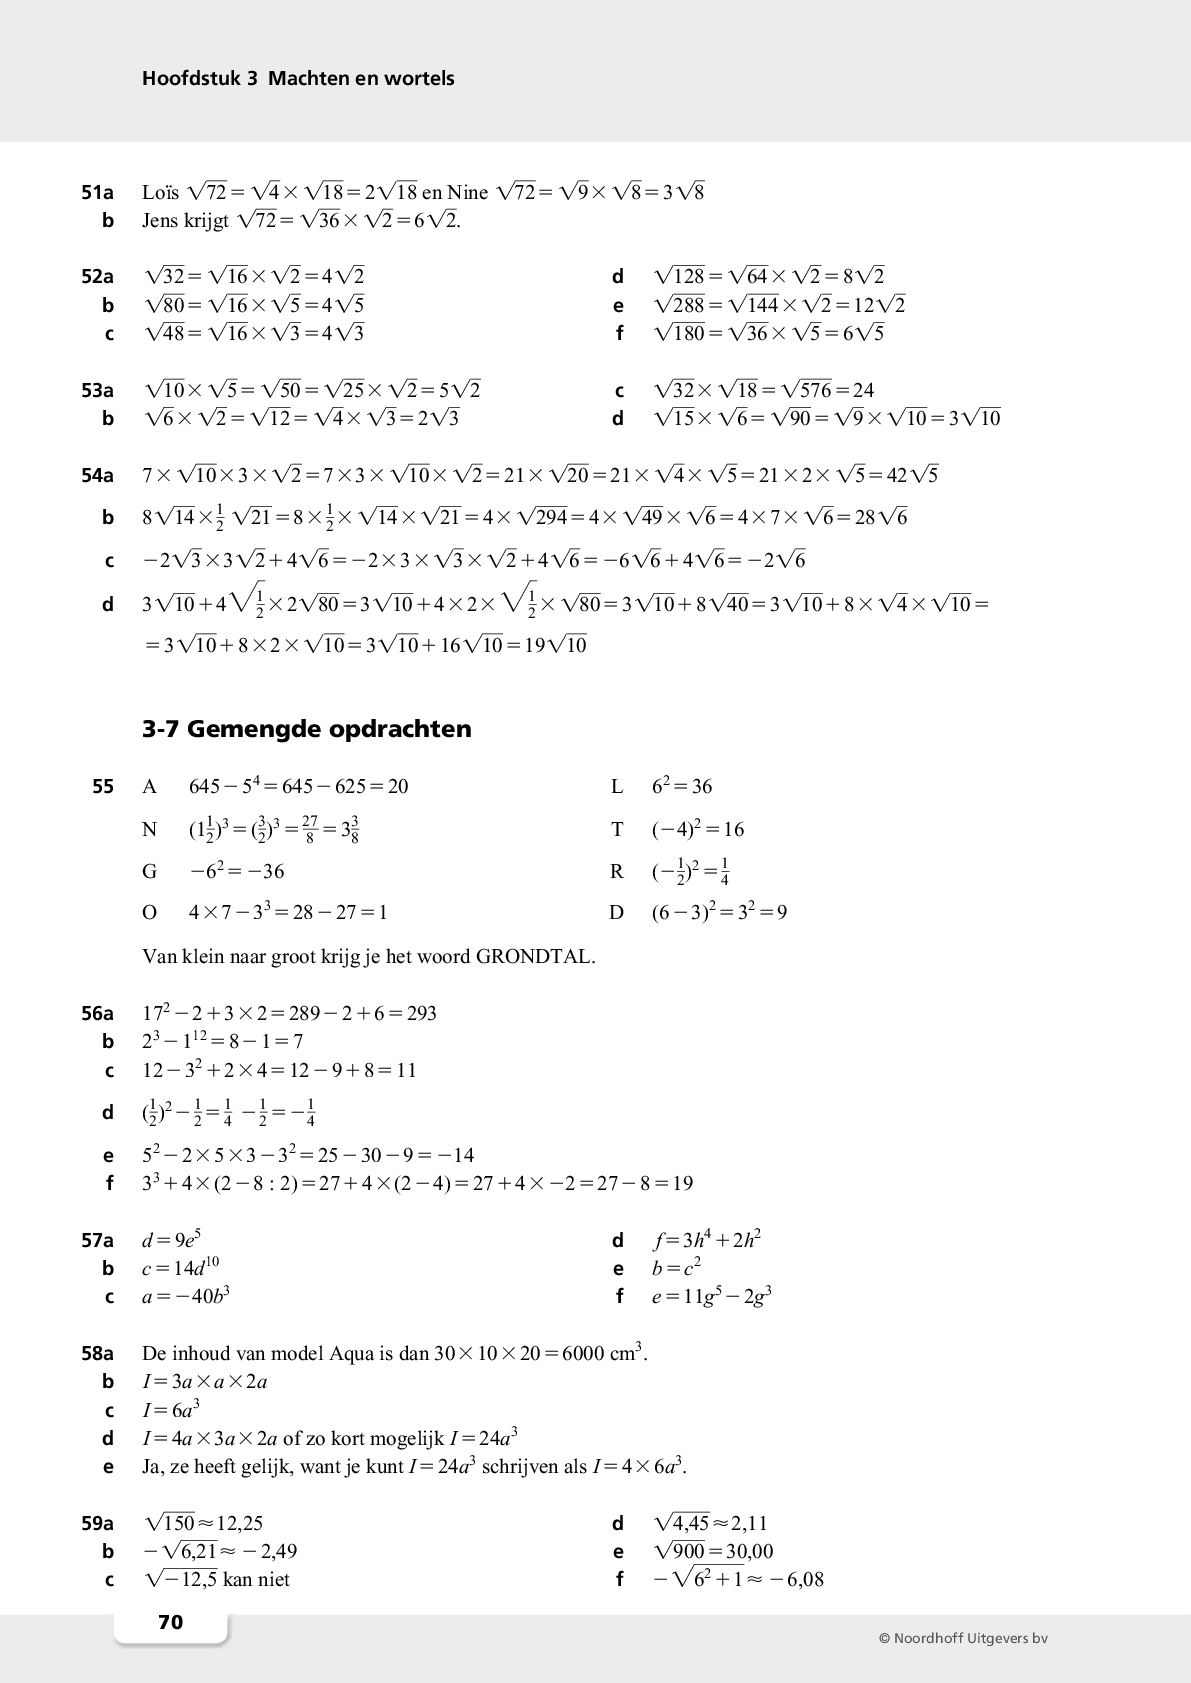 Hoofdstuk 3 Machten en wortels
51a Loïs √72 = √4 × √18 = 2√18 en Nine √72 = √9 × √8 = 3√8
b Jens krijgt √72 = √36 × √2 = 6√2.
52a √32 = √16 × √2 = 4√2 d √128 = √64 × √2 = 8√2
b √80 = √16 × √5 = 4√5 e √288 = √144 × √2 = 12√2
c √48 = √16 × √3 = 4√3 f √180 = √36 × √5 = 6√5
53a √10 × √5 = √50 = √25 × √2 = 5√2 c √32 × √18 = √576 = 24
b √6 × √2 = √12 = √4 × √3 = 2√3 d √15 × √6 = √90 = √9 × √10 = 3√10
54a 7 × √10 × 3 × √2 = 7 × 3 × √10 × √2 = 21 × √20 = 21 × √4 × √5 = 21 × 2 × √5 = 42√5
b 8√14 × ½ √21 = 8 × ½ × √14 × √21 = 4 × √294 = 4 × √49 × √6 = 4 × 7 × √6 = 28√6
c −2√3 × 3√2 + 4√6 = −2 × 3 × √3 × √2 + 4√6 = −6√6 + 4√6 = −2√6
d 3√10 + 4√½ × 2√80 = 3√10 + 4 × 2 × √½ × √80 = 3√10 + 8√40 = 3√10 + 8 × √4 × √10 =
= 3√10 + 8 × 2 × √10 = 3√10 + 16√10 = 19√10
3-7 Gemengde opdrachten
55 A 645 − 5⁴ = 645 − 625 = 20 L 6² = 36
N (1½)³ = (3/2)³ = 27/8 = 3⅜ T (−4)² = 16
G −6² = −36 R (−½)² = ¼
O 4 × 7 − 3³ = 28 − 27 = 1 D (6 − 3)² = 3² = 9
Van klein naar groot krijg je het woord GRONDTAL.
56a 17² − 2 + 3 × 2 = 289 − 2 + 6 = 293
b 2³ − 1¹² = 8 − 1 = 7
c 12 − 3² + 2 × 4 = 12 − 9 + 8 = 11
d (½)² − ½ = ¼ − ½ = −¼
e 5² − 2 × 5 × 3 − 3² = 25 − 30 − 9 = −14
f 3³ + 4 × (2 − 8 : 2) = 27 + 4 × (2 − 4) = 27 + 4 × −2 = 27 − 8 = 19
57a d = 9e⁵ d f = 3h⁴ + 2h²
b c = 14d¹⁰ e b = c²
c a = −40b³ f e = 11g⁵ − 2g³
58a De inhoud van model Aqua is dan 30 × 10 × 20 = 6000 cm³.
b I = 3a × a × 2a
c I = 6a³
d I = 4a × 3a × 2a of zo kort mogelijk I = 24a³
e Ja, ze heeft gelijk, want je kunt I = 24a³ schrijven als I = 4 × 6a³.
59a √150 ≈ 12,25 d √4,45 ≈ 2,11
b −√6,21 ≈ −2,49 e √900 = 30,00
c √−12,5 kan niet f −√6² + 1 ≈ −6,08
70
© Noordhoff Uitgevers bv